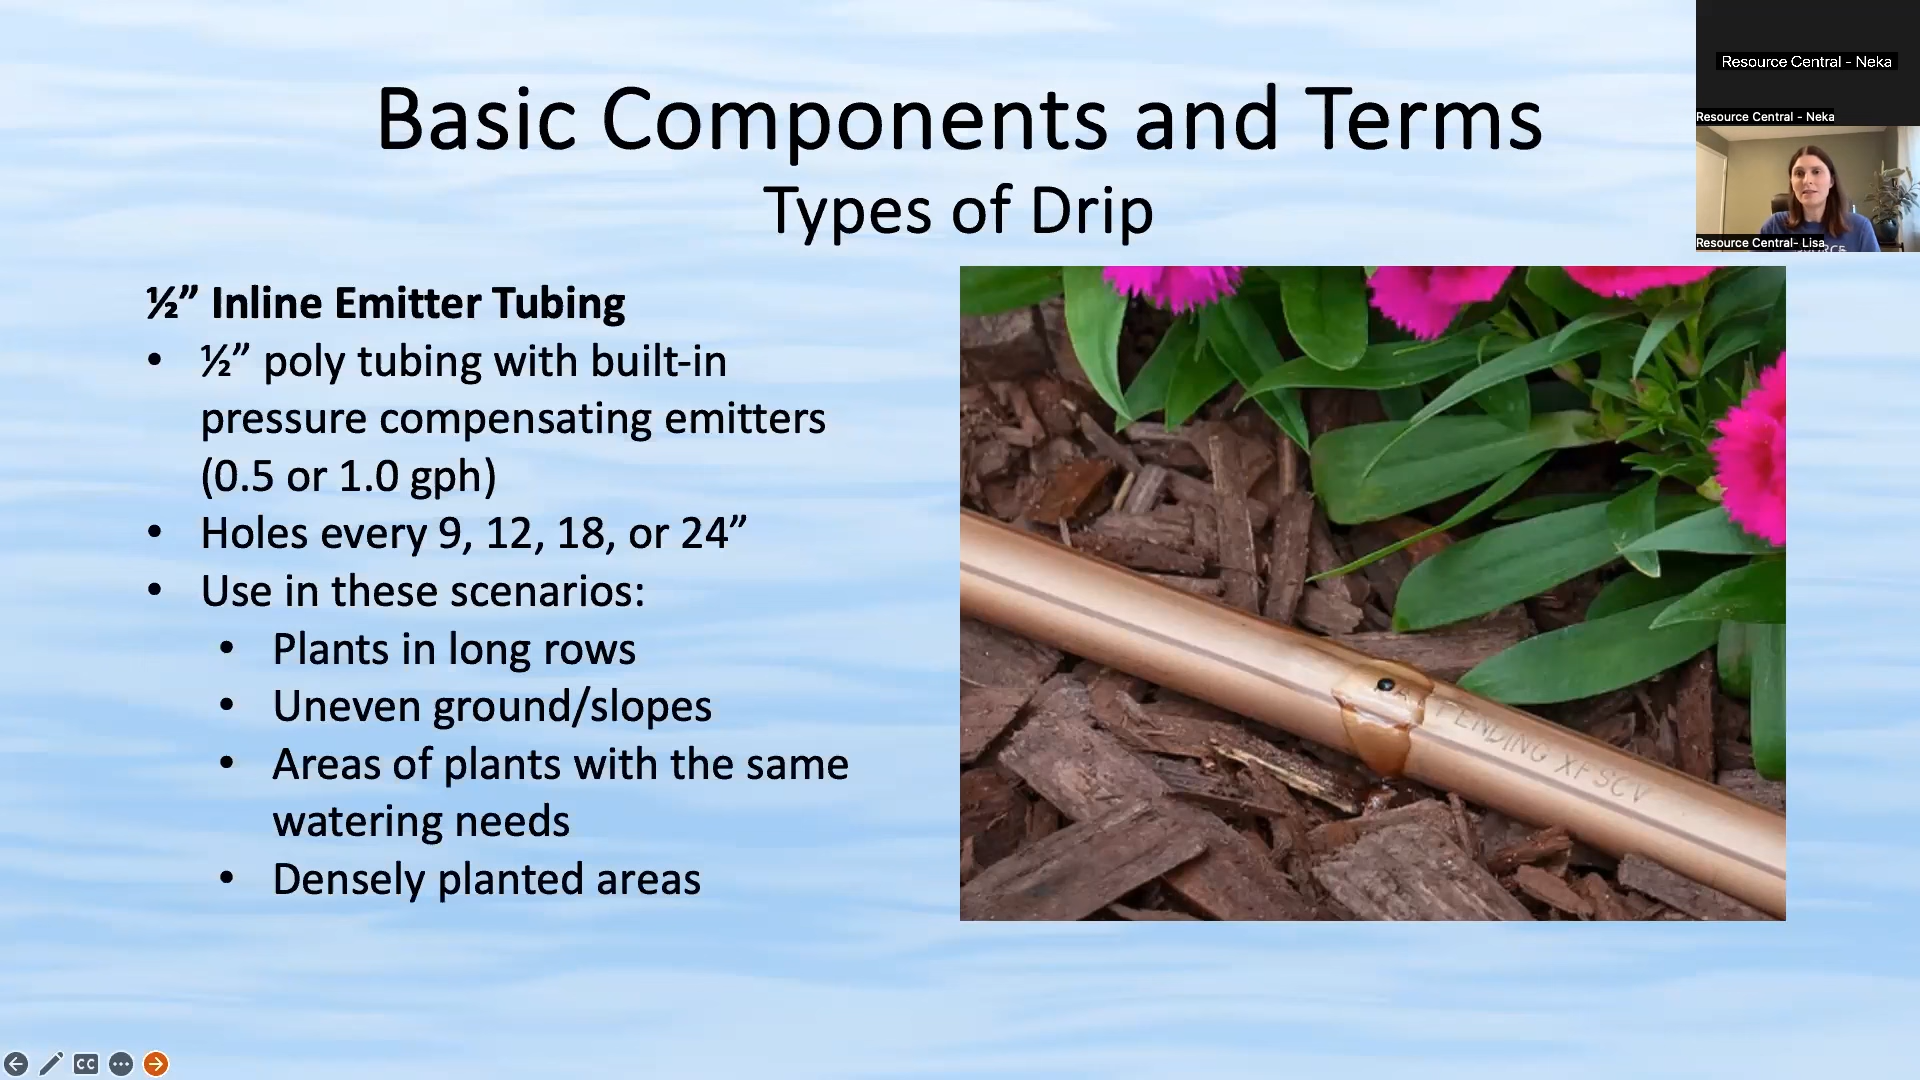 Basic Components and Terms
Types of Drip
½” Inline Emitter Tubing
• ½” poly tubing with built-in
pressure compensating emitters
(0.5 or 1.0 gph)
• Holes every 9, 12, 18, or 24”
• Use in these scenarios:
• Plants in long rows
• Uneven ground/slopes
• Areas of plants with the same
watering needs
• Densely planted areas
PENDING XFSCV
Resource Central - Neka
Resource Central - Neka
Resource Central- Lisa
CC